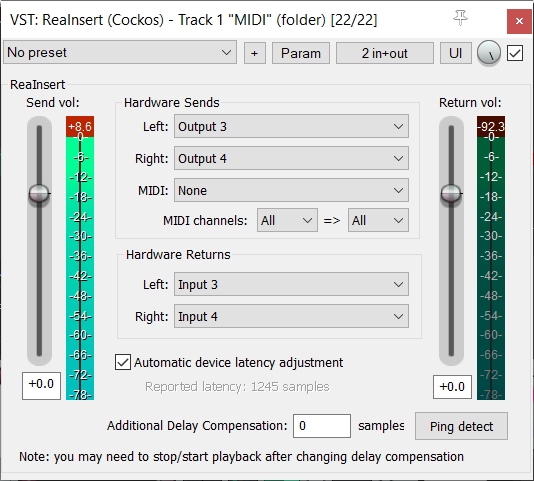 VST: ReaInsert (Cockos) - Track 1 "MIDI" (folder) [22/22]
No preset + Param 2 in+out UI
ReaInsert
Send vol: Hardware Sends Return vol:
+8.6 Left: Output 3 -92.3
-0- -0-
-6- Right: Output 4 -6-
-12- -12-
-18- MIDI: None -18-
-24- MIDI channels: All => All -24-
-30- -30-
-36- Hardware Returns -36-
-42- -42-
-48- Left: Input 3 -48-
-54- Right: Input 4 -54-
-60- -60-
-66- Automatic device latency adjustment -66-
-72- Reported latency: 1245 samples -72-
+0.0 -78- +0.0 -78-
Additional Delay Compensation: 0 samples Ping detect
Note: you may need to stop/start playback after changing delay compensation